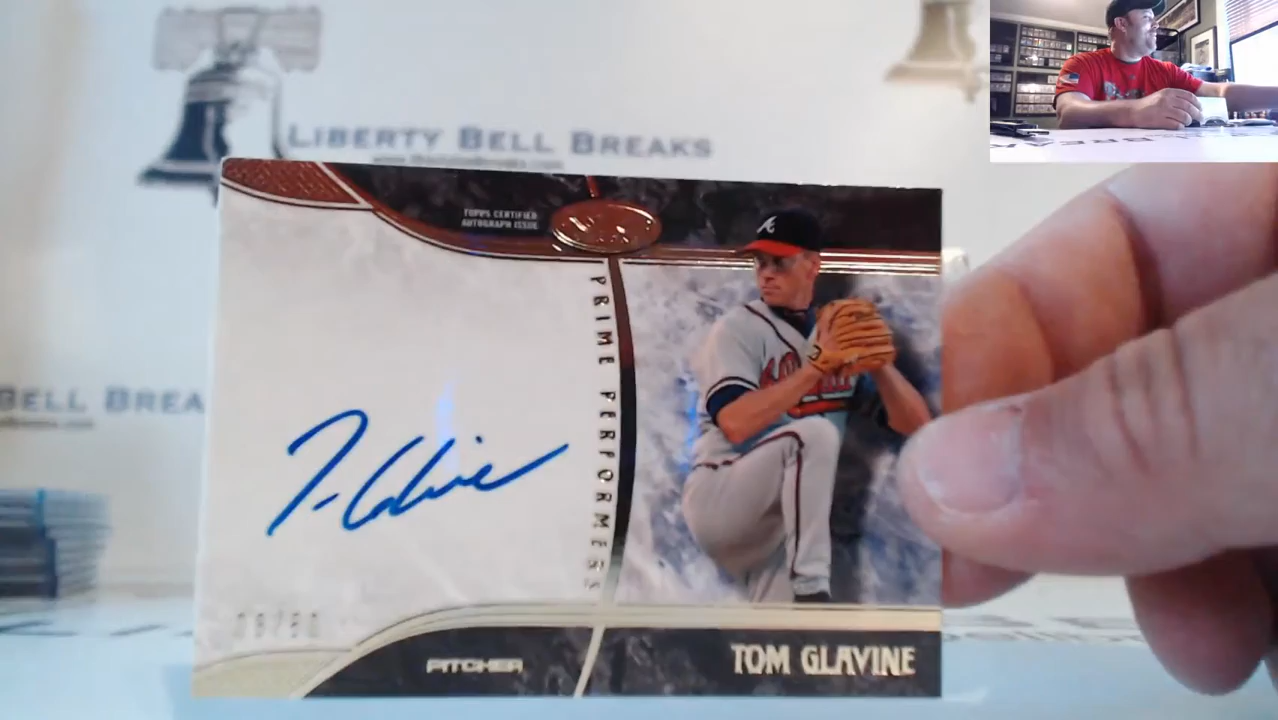 LIBERTY BELL BREAKS
TOPPS CERTIFIED
AUTOGRAPH ISSUE
PRIME PERFORMERS
BELL BREA
PITCHER
TOM GLAVINE